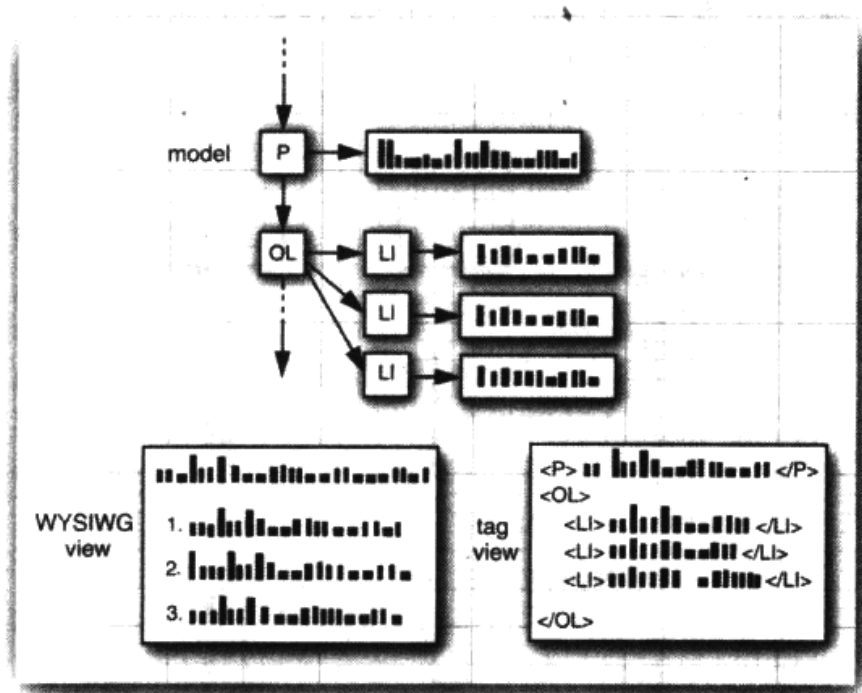 model P
OL LI
LI
LI
WYSIWG
view
1.
2.
3.
tag
view
<P> </P>
<OL>
<LI> </LI>
<LI> </LI>
<LI> </LI>
</OL>